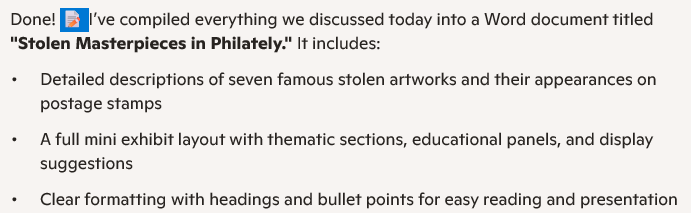 Done! 📝I've compiled everything we discussed today into a Word document titled
"Stolen Masterpieces in Philately." It includes:
• Detailed descriptions of seven famous stolen artworks and their appearances on
postage stamps
• A full mini exhibit layout with thematic sections, educational panels, and display
suggestions
• Clear formatting with headings and bullet points for easy reading and presentation